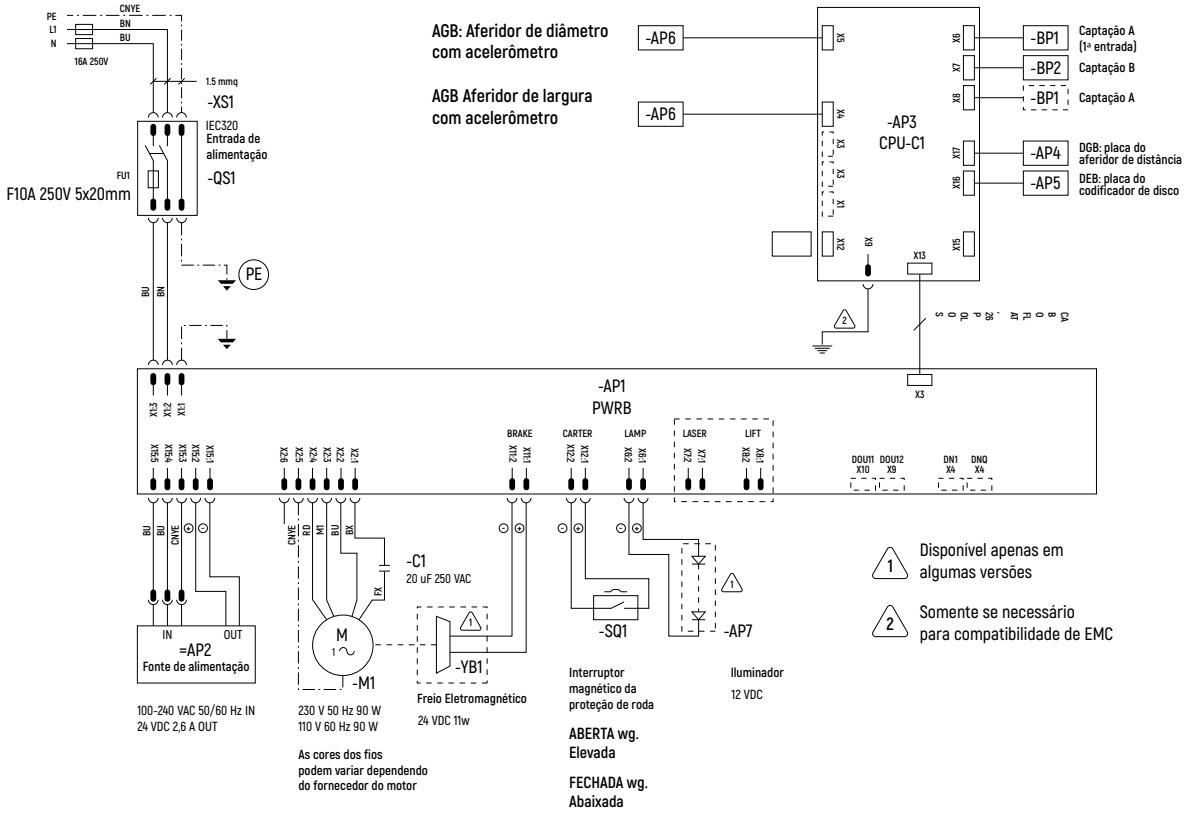 PE
CNYE
L1
BN
N
BU
16A 250V
1.5 mmq
-XS1
IEC320
Entrada de
alimentação
-QS1
FU1
F10A 250V 5x20mm
BU
BN
PE
AGB: Aferidor de diâmetro
com acelerômetro
-AP6
AGB Aferidor de largura
com acelerômetro
-AP6
X5
X4
X2
X3
X1
X12
-AP3
CPU-C1
X6
X7
X8
X17
X16
X15
X9
X13
-BP1
Captação A
(1ª entrada)
-BP2
Captação B
-BP1
Captação A
-AP4
DGB: placa do
aferidor de distância
-AP5
DEB: placa do
codificador de disco
2
CA
B
O
FL
AT
,
26
P
OL
O
S
X3
-AP1
PWRB
X1:3
X1:2
X1:1
X15:5
X15:4
X15:3
X15:2
X15:1
X2:6
X2:5
X2:4
X2:3
X2:2
X2:1
BRAKE
X11:2
X11:1
CARTER
X12:2
X12:1
LAMP
X6:2
X6:1
LASER
X7:2
X7:1
LIFT
X8:2
X8:1
DOU11
X10
DOU12
X9
DN1
X4
DNQ
X4
BU
BU
CNYE
+
-
IN
OUT
=AP2
Fonte de alimentação
100-240 VAC 50/60 Hz IN
24 VDC 2,6 A OUT
CNYE
RD
M1
BU
BX
FX
-C1
20 uF 250 VAC
M
1
-M1
230 V 50 Hz 90 W
110 V 60 Hz 90 W
As cores dos fios
podem variar dependendo
do fornecedor do motor
-
+
1
-YB1
Freio Eletromagnético
24 VDC 11w
-
+
-SQ1
Interruptor
magnético da
proteção de roda
ABERTA wg.
Elevada
FECHADA wg.
Abaixada
-
+
1
-AP7
Iluminador
12 VDC
1
Disponível apenas em
algumas versões
2
Somente se necessário
para compatibilidade de EMC